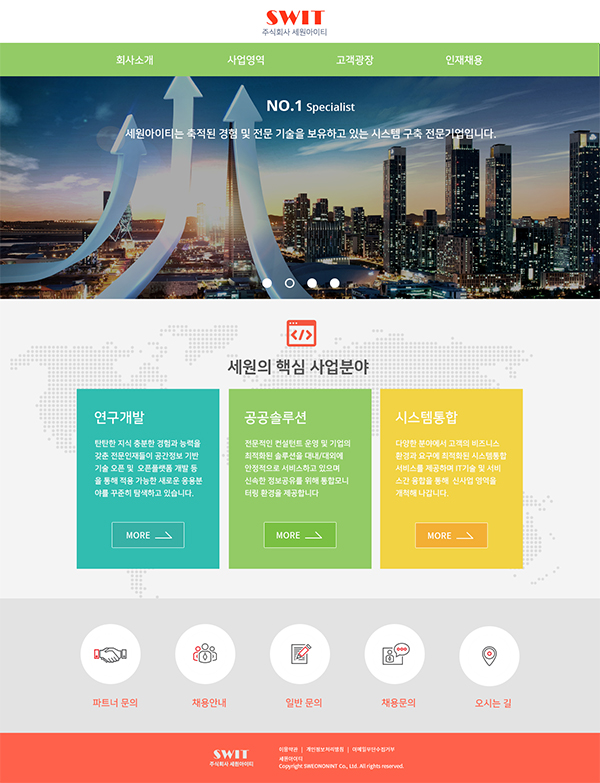 SWIT
주식회사 세원아이티
회사소개 사업영역 고객광장 인재채용
NO.1 Specialist
세원아이티는 축적된 경험 및 전문 기술을 보유하고 있는 시스템 구축 전문기업입니다.
세원의 핵심 사업분야
연구개발
탄탄한 지식 충분한 경험과 능력을
갖춘 전문인재들이 공간정보 기반
기술 오픈 및 오픈플랫폼 개발 등
을 통해 적용 가능한 새로운 응용분
야를 꾸준히 탐색하고 있습니다.
MORE
공공솔루션
전문적인 컨설턴트 운영 및 기업의
최적화된 솔루션을 대내/대외에
안정적으로 서비스하고 있으며
신속한 정보공유를 위해 통합모니
터링 환경을 제공합니다
MORE
시스템통합
다양한 분야에서 고객의 비즈니스
환경과 요구에 최적화된 시스템통합
서비스를 제공하며 IT기술 및 서비
스간 융합을 통해 신사업 영역을
개척해 나갑니다.
MORE
파트너 문의 채용안내 일반 문의 채용문의 오시는 길
SWIT
주식회사 세원아이티
이용약관 | 개인정보처리방침 | 이메일무단수집거부
세원아이티
Copyright SWEONONINT Co., Ltd. All rights reserved.